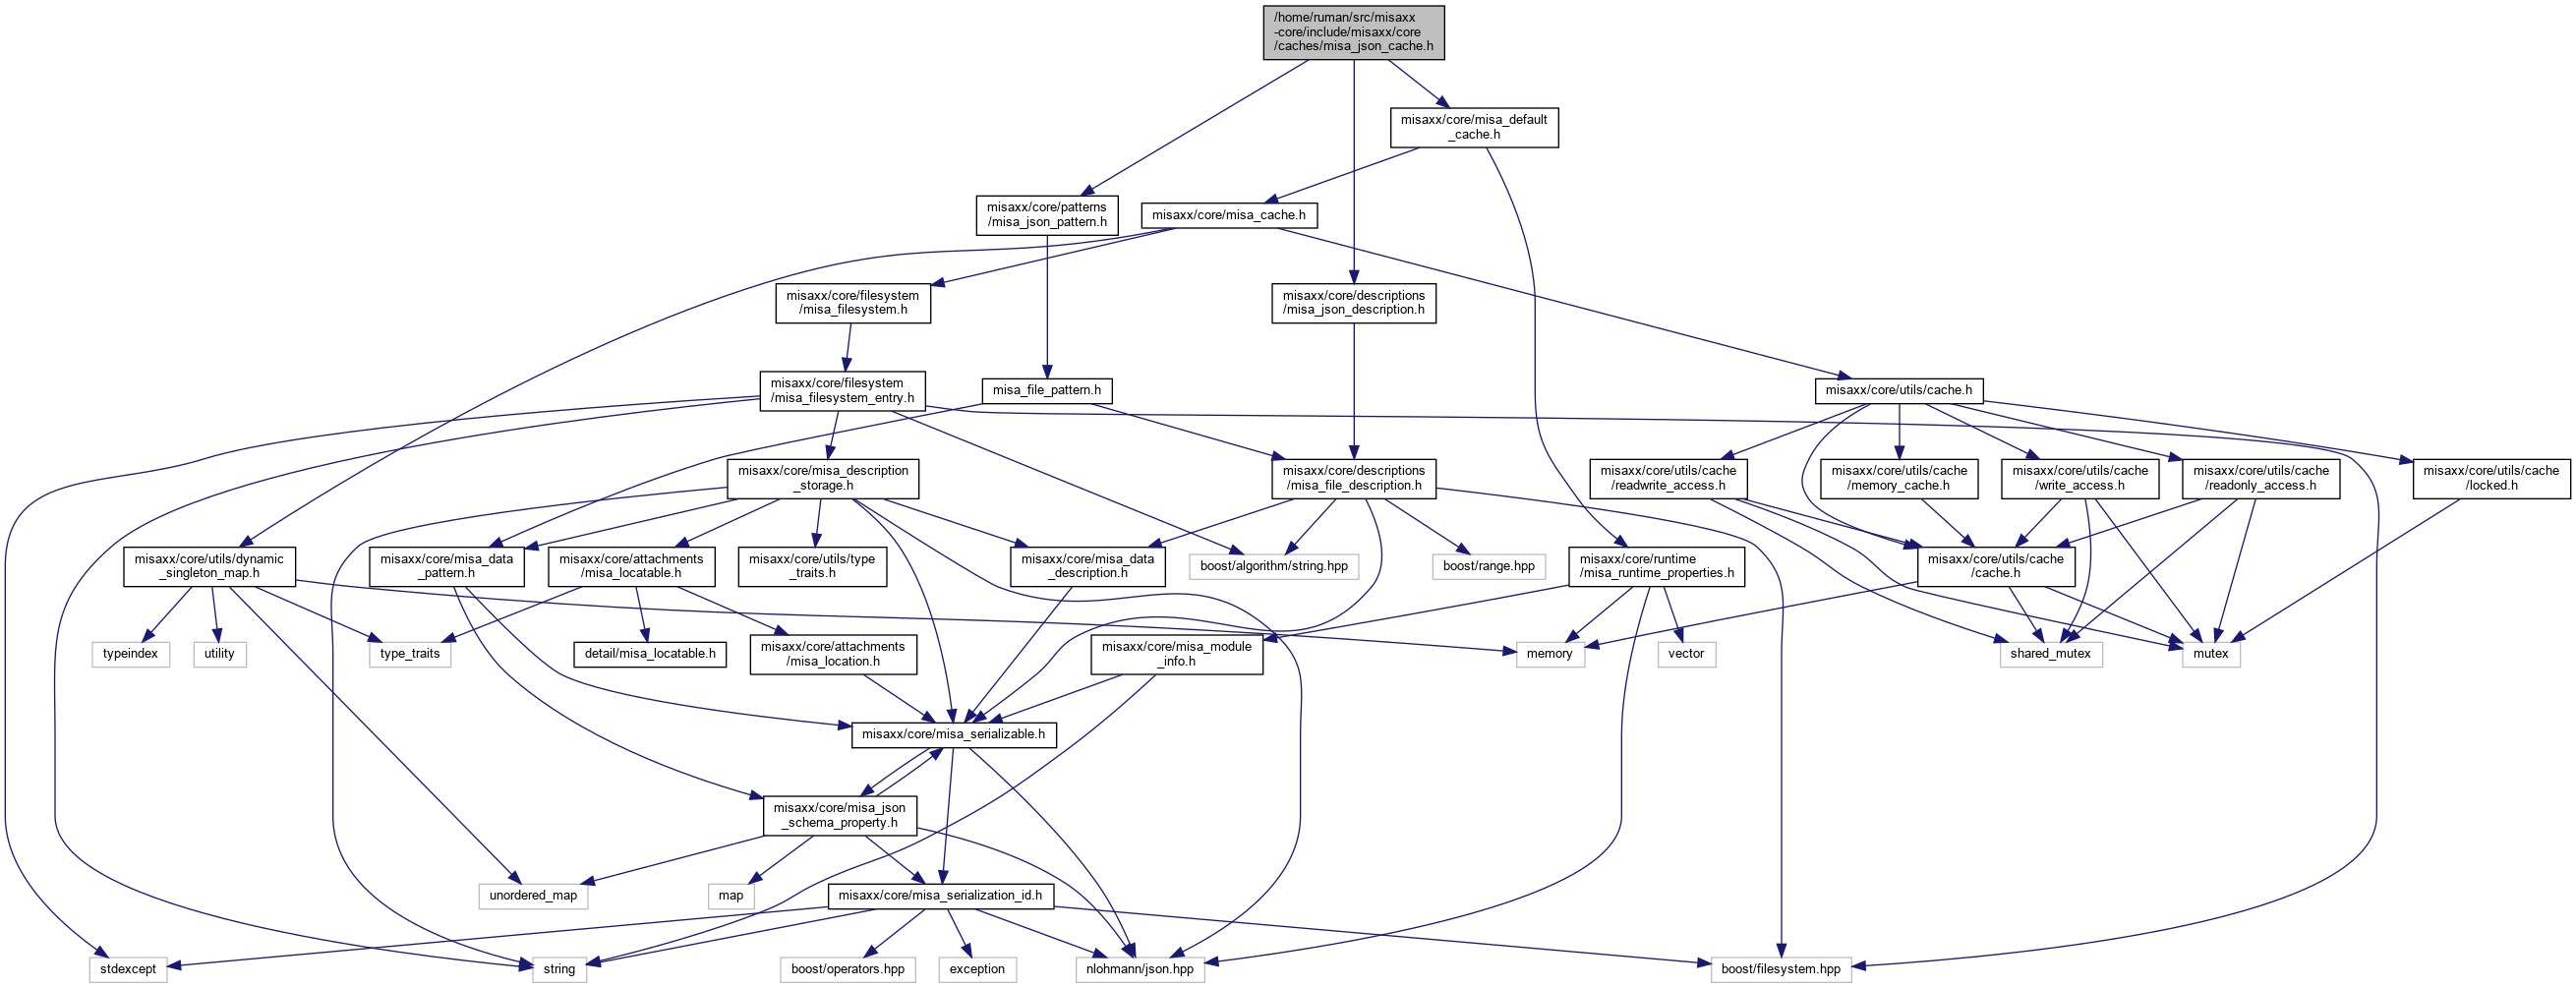 /home/ruman/src/misaxx
-core/include/misaxx/core
/caches/misa_json_cache.h
misaxx/core/misa_default
_cache.h
misaxx/core/patterns
/misa_json_pattern.h
misaxx/core/misa_cache.h
misaxx/core/filesystem
/misa_filesystem.h
misaxx/core/descriptions
/misa_json_description.h
misaxx/core/filesystem
/misa_filesystem_entry.h
misa_file_pattern.h
misaxx/core/utils/cache.h
misaxx/core/misa_description
_storage.h
misaxx/core/descriptions
/misa_file_description.h
misaxx/core/utils/cache
/readwrite_access.h
misaxx/core/utils/cache
/memory_cache.h
misaxx/core/utils/cache
/write_access.h
misaxx/core/utils/cache
/readonly_access.h
misaxx/core/utils/cache
/locked.h
misaxx/core/utils/dynamic
_singleton_map.h
misaxx/core/misa_data
_pattern.h
misaxx/core/attachments
/misa_locatable.h
misaxx/core/utils/type
_traits.h
misaxx/core/misa_data
_description.h
boost/algorithm/string.hpp
boost/range.hpp
misaxx/core/runtime
/misa_runtime_properties.h
misaxx/core/utils/cache
/cache.h
typeindex
utility
type_traits
detail/misa_locatable.h
misaxx/core/attachments
/misa_location.h
misaxx/core/misa_module
_info.h
memory
vector
shared_mutex
mutex
misaxx/core/misa_serializable.h
misaxx/core/misa_json
_schema_property.h
unordered_map
map
misaxx/core/misa_serialization_id.h
stdexcept
string
boost/operators.hpp
exception
nlohmann/json.hpp
boost/filesystem.hpp